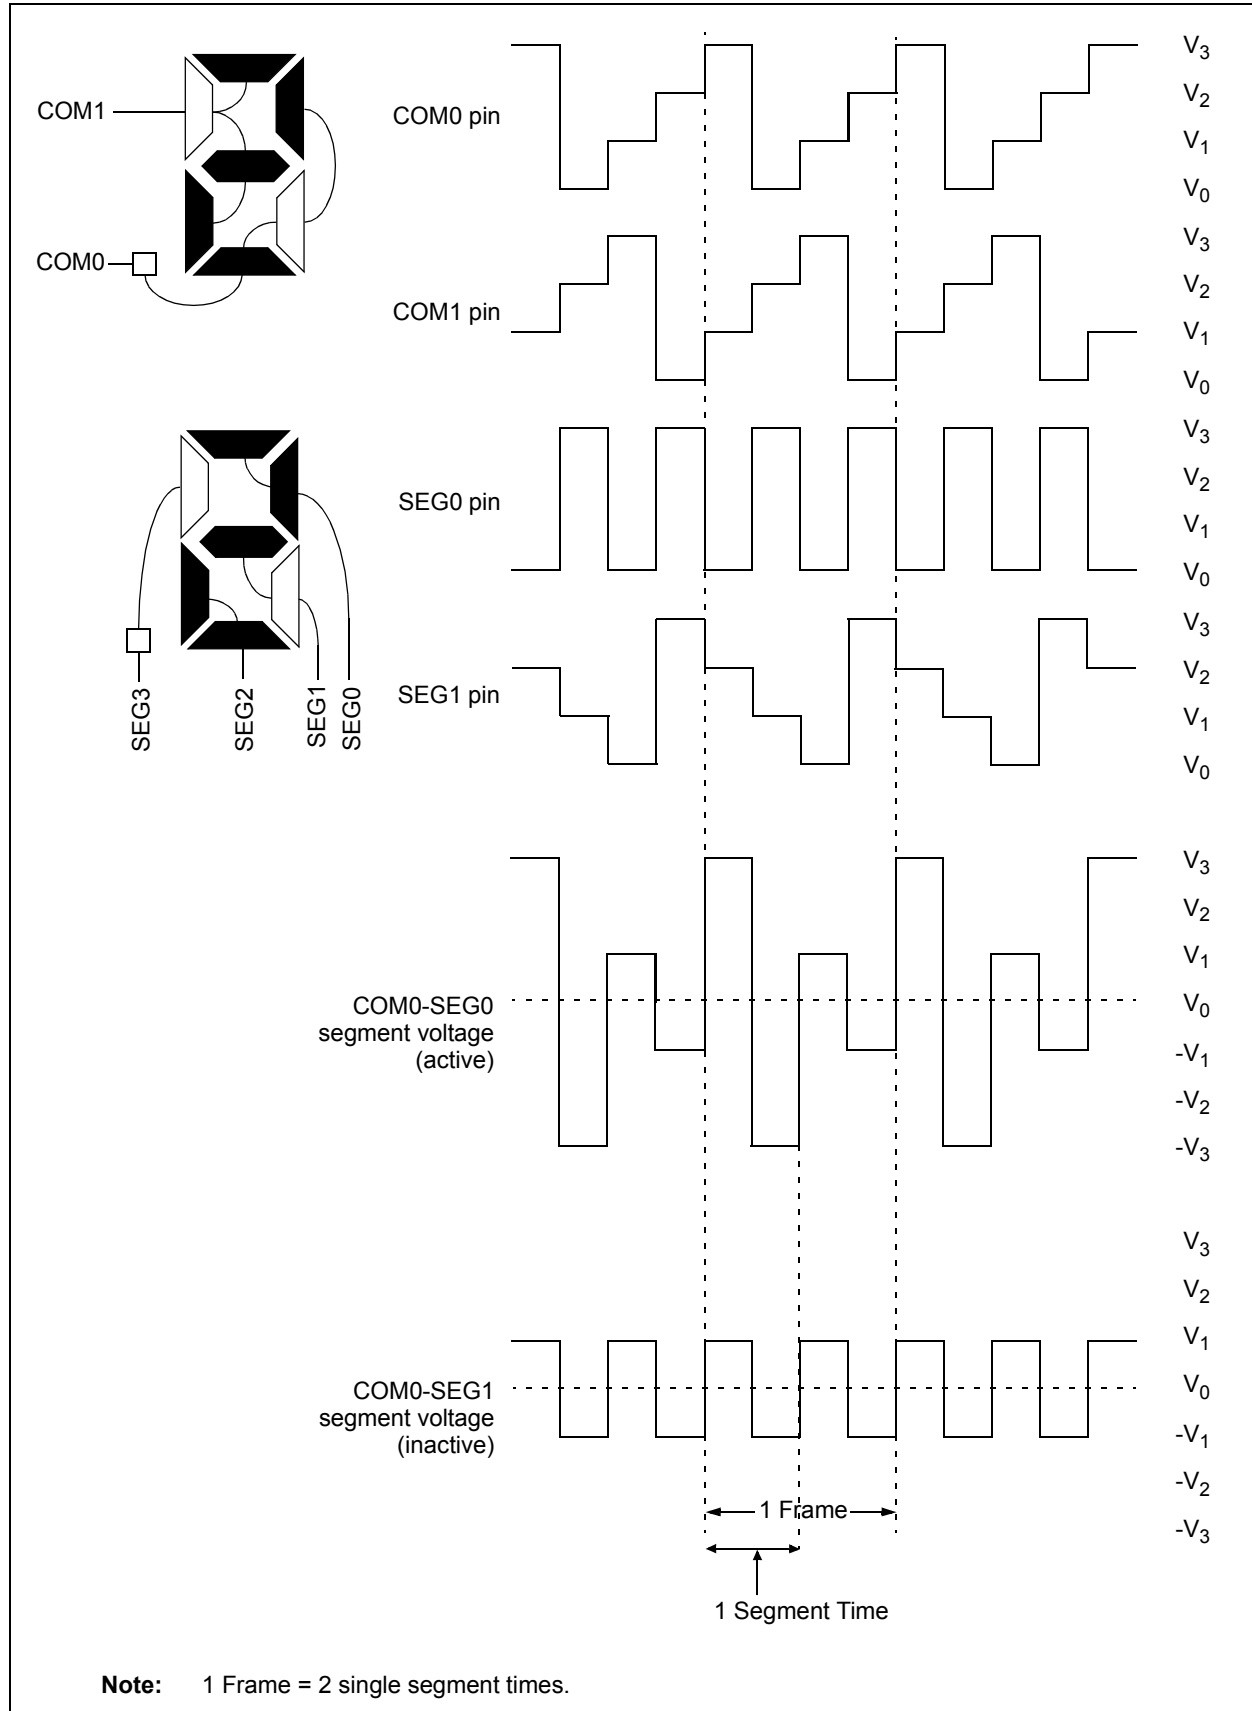 COM1
COM0
SEG3
SEG2
SEG1
SEG0
COM0 pin
V3
V2
V1
V0
COM1 pin
V3
V2
V1
V0
SEG0 pin
V3
V2
V1
V0
SEG1 pin
V3
V2
V1
V0
COM0-SEG0
segment voltage
(active)
V3
V2
V1
V0
-V1
-V2
-V3
COM0-SEG1
segment voltage
(inactive)
V3
V2
V1
V0
-V1
-V2
-V3
1 Frame
1 Segment Time
Note: 1 Frame = 2 single segment times.